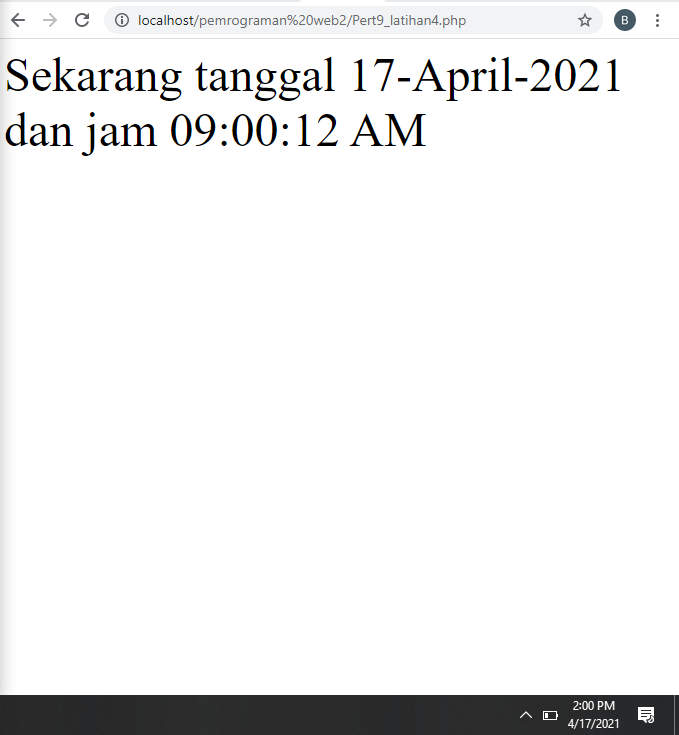 localhost/pemrograman%20web2/Pert9_latihan4.php
B
Sekarang tanggal 17-April-2021
dan jam 09:00:12 AM
2:00 PM
4/17/2021